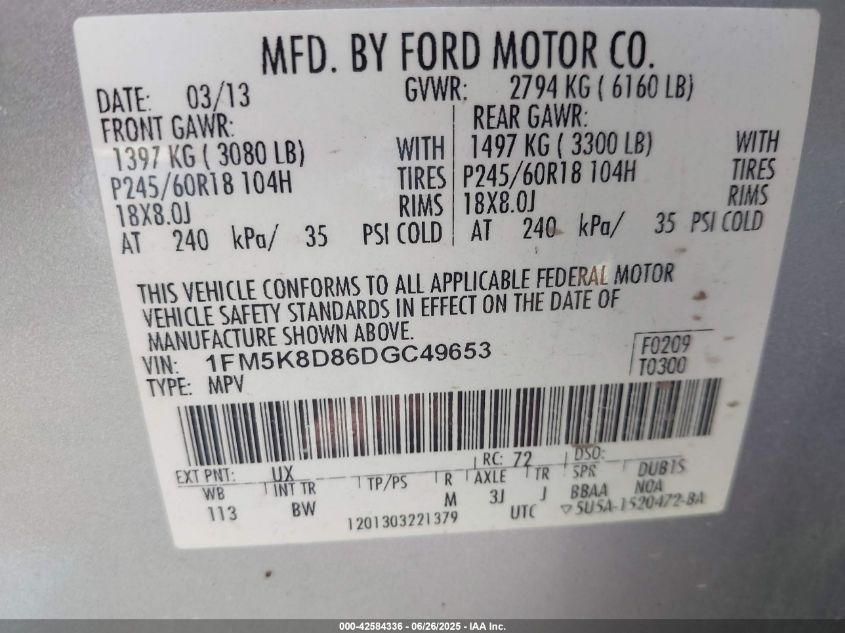 MFD. BY FORD MOTOR CO.
DATE: 03/13 GVWR: 2794 KG ( 6160 LB)
FRONT GAWR: REAR GAWR:
1397 KG ( 3080 LB) WITH 1497 KG ( 3300 LB) WITH
P245/60R18 104H TIRES P245/60R18 104H TIRES
18X8.0J RIMS 18X8.0J RIMS
AT 240 kPa/ 35 PSI COLD AT 240 kPa/ 35 PSI COLD
THIS VEHICLE CONFORMS TO ALL APPLICABLE FEDERAL MOTOR
VEHICLE SAFETY STANDARDS IN EFFECT ON THE DATE OF
MANUFACTURE SHOWN ABOVE.
VIN: 1FM5K8D86DGC49653 F0209
TYPE: MPV T0300
EXT PNT: UX RC: 72 DSO:
WB INT TR TP/PS R AXLE TR SPR DUBIS
113 BW M 3J J BBAA NOA
1201303221379 UTC ▽5U5A-1520472-BA
000-42584336 - 06/26/2025 - IAA Inc.